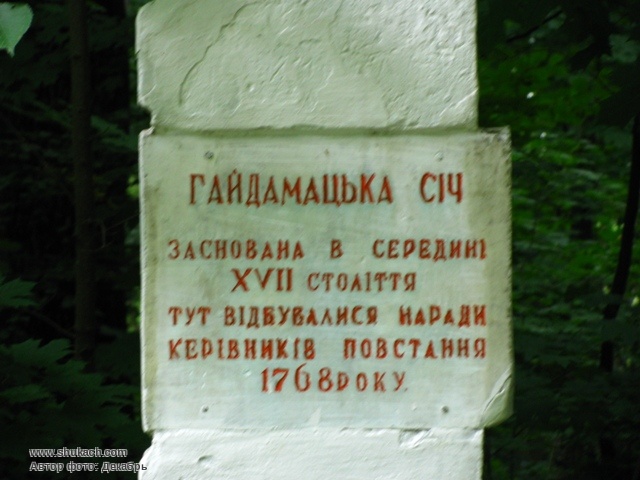 ГАЙДАМАЦЬКА СІЧ
ЗАСНОВАНА В СЕРЕДИНІ
XVII СТОЛІТТЯ
ТУТ ВІДБУВАЛИСЯ НАРАДИ
КЕРІВНИКІВ ПОВСТАННЯ
1768 РОКУ.
www.shukach.com
Автор фото: Декабрь